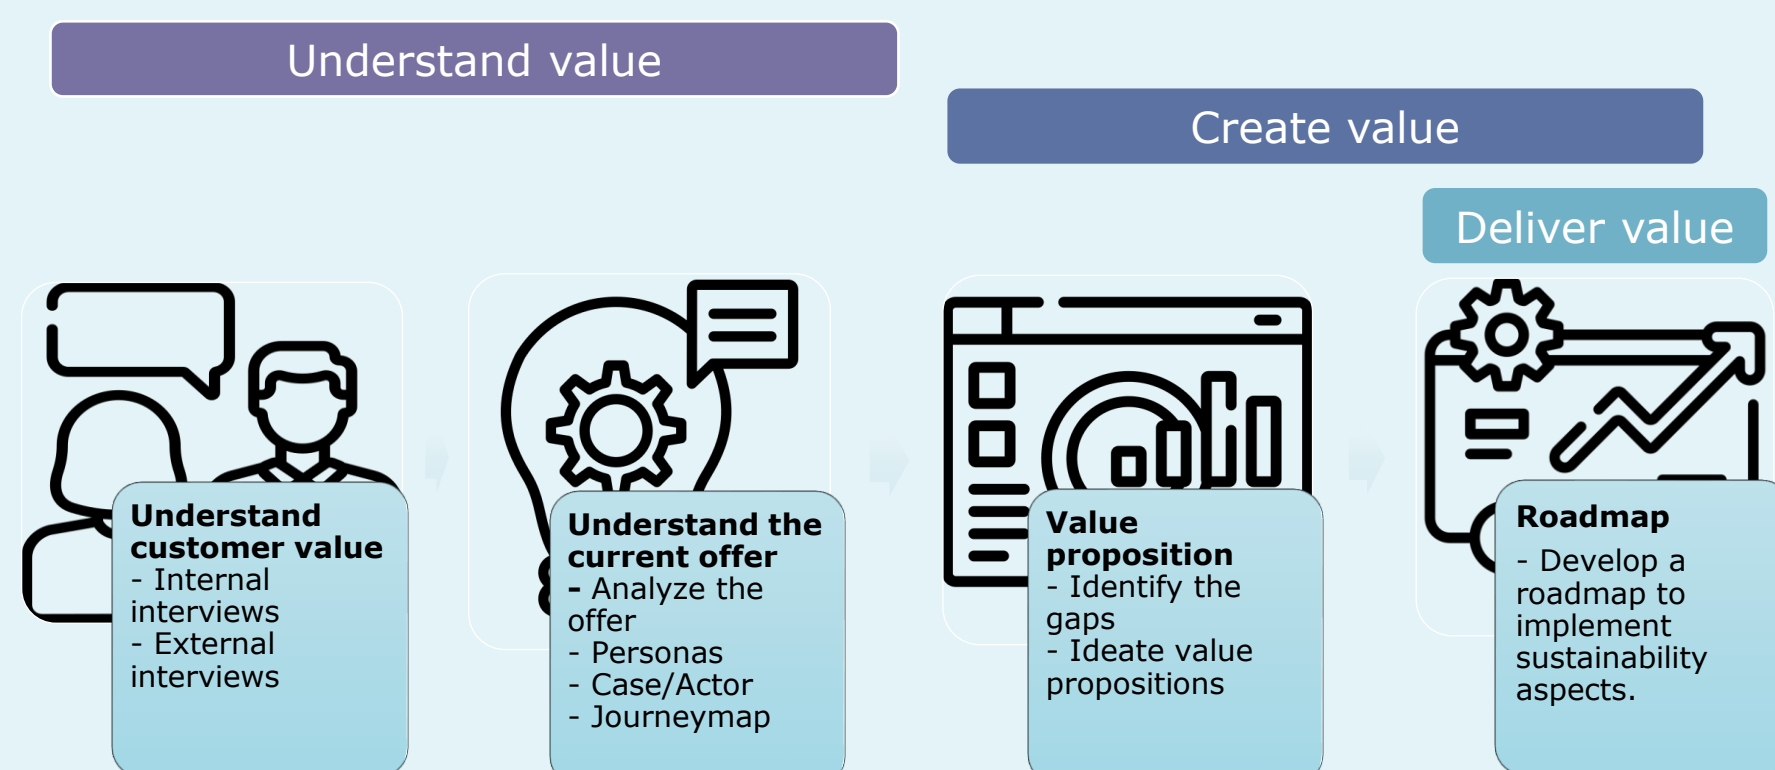 Understand value
Create value
Deliver value
Understand
customer value
- Internal
interviews
- External
interviews
Understand the
current offer
- Analyze the
offer
- Personas
- Case/Actor
- Journeymap
Value
proposition
- Identify the
gaps
- Ideate value
propositions
Roadmap
- Develop a
roadmap to
implement
sustainability
aspects.